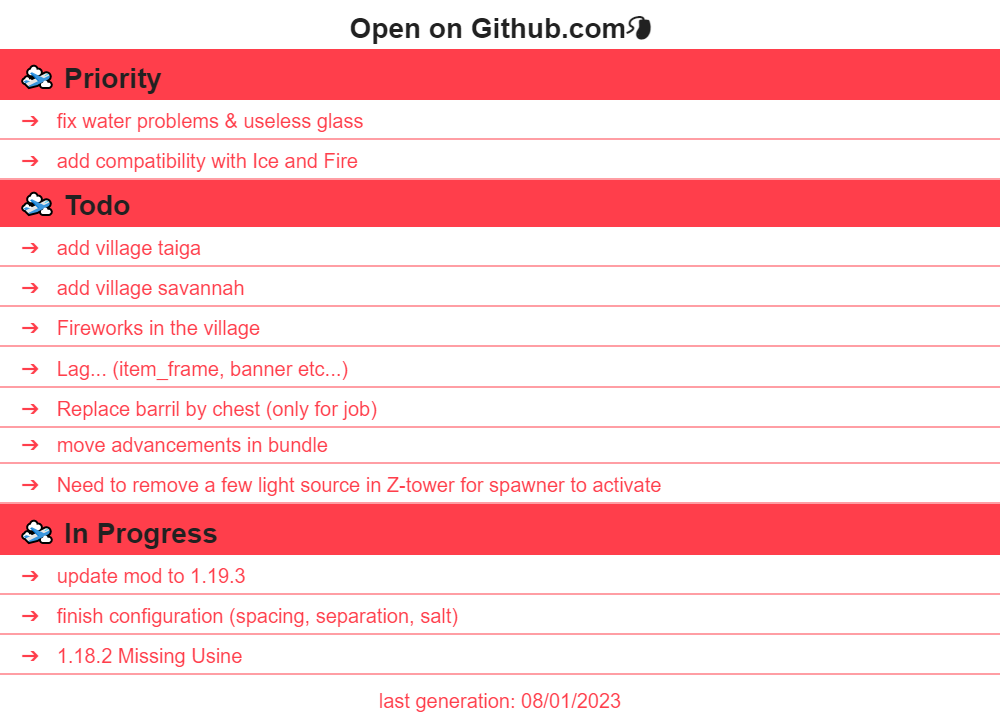 Open on Github.com
Priority
➔ fix water problems & useless glass
➔ add compatibility with Ice and Fire
Todo
➔ add village taiga
➔ add village savannah
➔ Fireworks in the village
➔ Lag... (item_frame, banner etc...)
➔ Replace barril by chest (only for job)
➔ move advancements in bundle
➔ Need to remove a few light source in Z-tower for spawner to activate
In Progress
➔ update mod to 1.19.3
➔ finish configuration (spacing, separation, salt)
➔ 1.18.2 Missing Usine
last generation: 08/01/2023